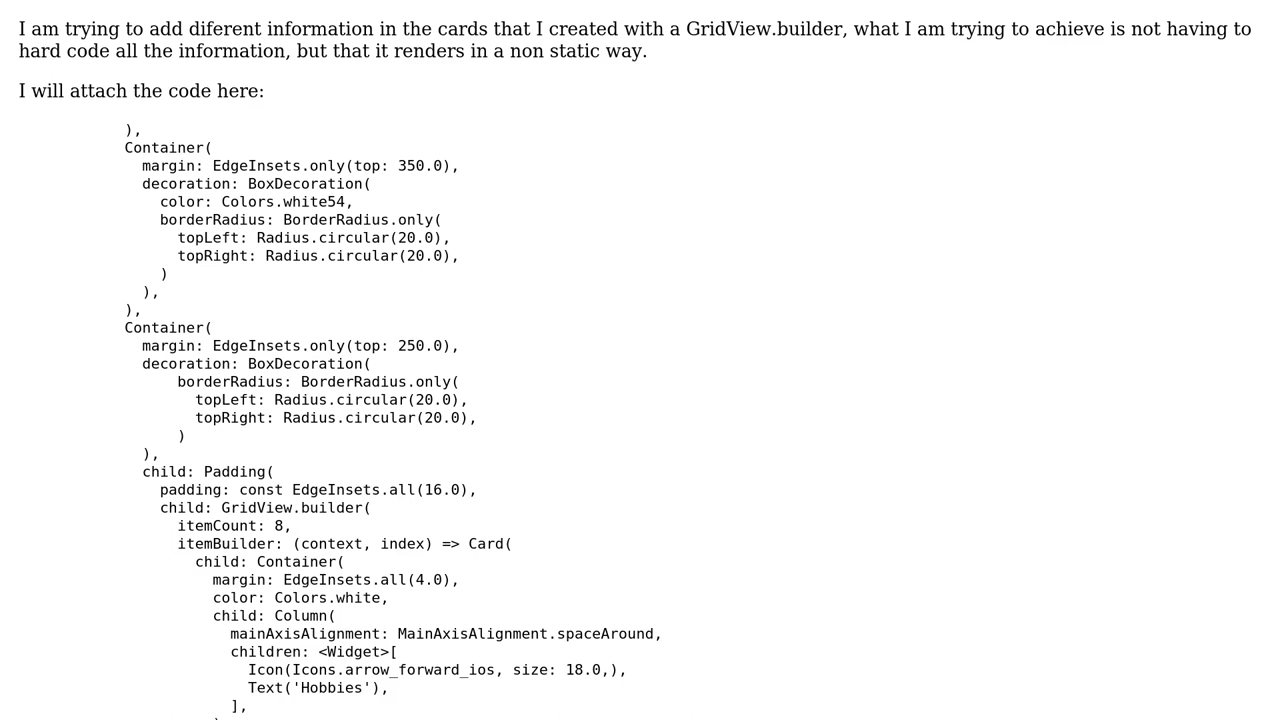 I am trying to add diferent information in the cards that I created with a GridView.builder, what I am trying to achieve is not having to
hard code all the information, but that it renders in a non static way.
I will attach the code here:
),
Container(
margin: EdgeInsets.only(top: 350.0),
decoration: BoxDecoration(
color: Colors.white54,
borderRadius: BorderRadius.only(
topLeft: Radius.circular(20.0),
topRight: Radius.circular(20.0),
)
),
),
Container(
margin: EdgeInsets.only(top: 250.0),
decoration: BoxDecoration(
borderRadius: BorderRadius.only(
topLeft: Radius.circular(20.0),
topRight: Radius.circular(20.0),
)
),
child: Padding(
padding: const EdgeInsets.all(16.0),
child: GridView.builder(
itemCount: 8,
itemBuilder: (context, index) => Card(
child: Container(
margin: EdgeInsets.all(4.0),
color: Colors.white,
child: Column(
mainAxisAlignment: MainAxisAlignment.spaceAround,
children: <Widget>[
Icon(Icons.arrow_forward_ios, size: 18.0,),
Text('Hobbies'),
],